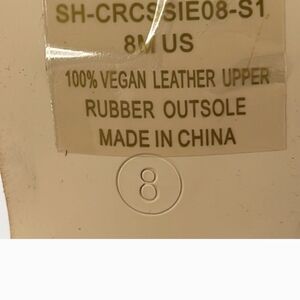 SH-CRCSSIE08-S1
8M US
100% VEGAN LEATHER UPPER
RUBBER OUTSOLE
MADE IN CHINA
8